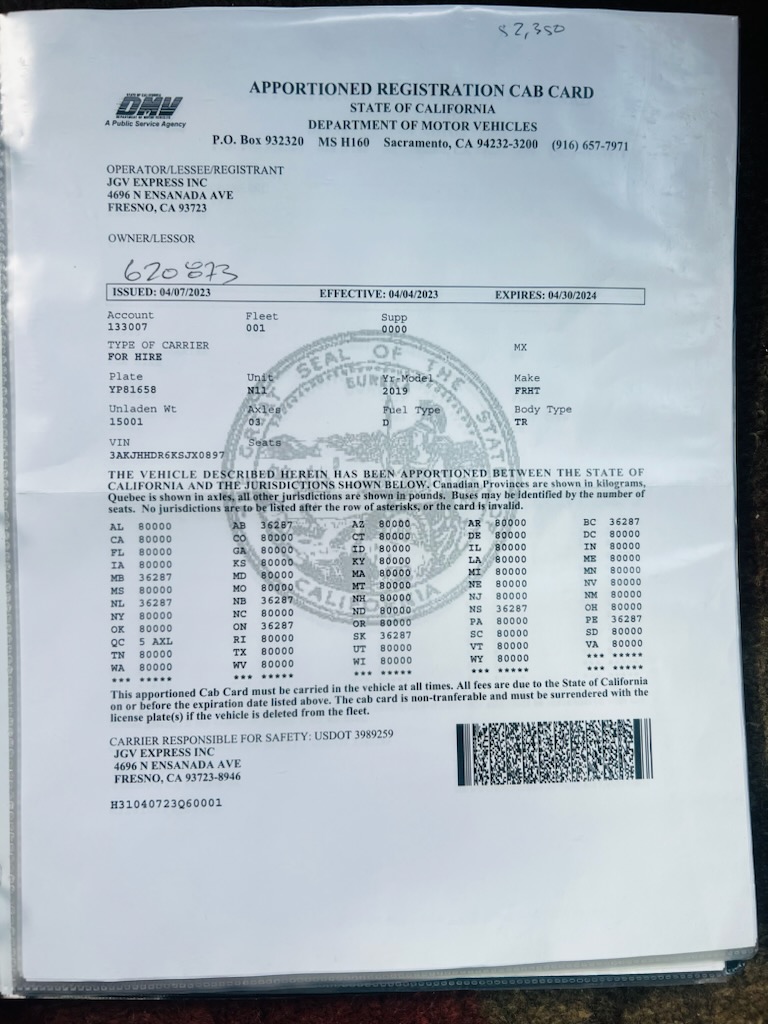 $2,350
STATE OF CALIFORNIA
DMV
DEPARTMENT OF MOTOR VEHICLES
A Public Service Agency
APPORTIONED REGISTRATION CAB CARD
STATE OF CALIFORNIA
DEPARTMENT OF MOTOR VEHICLES
P.O. Box 932320 MS H160 Sacramento, CA 94232-3200 (916) 657-7971
OPERATOR/LESSEE/REGISTRANT
JGV EXPRESS INC
4696 N ENSANADA AVE
FRESNO, CA 93723
OWNER/LESSOR
620873
ISSUED: 04/07/2023 EFFECTIVE: 04/04/2023 EXPIRES: 04/30/2024
Account Fleet Supp
133007 001 0000
TYPE OF CARRIER MX
FOR HIRE
Plate Unit Yr-Model Make
YP81658 N11 2019 FRHT
Unladen Wt Axles Fuel Type Body Type
15001 03 D TR
VIN Seats
3AKJHHDR6KSJX0897
THE VEHICLE DESCRIBED HEREIN HAS BEEN APPORTIONED BETWEEN THE STATE OF
CALIFORNIA AND THE JURISDICTIONS SHOWN BELOW. Canadian Provinces are shown in kilograms,
Quebec is shown in axles, all other jurisdictions are shown in pounds. Buses may be identified by the number of
seats. No jurisdictions are to be listed after the row of asterisks, or the card is invalid.
AL 80000 AB 36287 AZ 80000 AR 80000 BC 36287
CA 80000 CO 80000 CT 80000 DE 80000 DC 80000
FL 80000 GA 80000 ID 80000 IL 80000 IN 80000
IA 80000 KS 80000 KY 80000 LA 80000 ME 80000
MB 36287 MD 80000 MA 80000 MI 80000 MN 80000
MS 80000 MO 80000 MT 80000 NE 80000 NV 80000
NL 36287 NB 36287 NH 80000 NJ 80000 NM 80000
NY 80000 NC 80000 ND 80000 NS 36287 OH 80000
OK 80000 ON 36287 OR 80000 PA 80000 PE 36287
QC 5 AXL RI 80000 SK 36287 SC 80000 SD 80000
TN 80000 TX 80000 UT 80000 VT 80000 VA 80000
WA 80000 WV 80000 WI 80000 WY 80000 *** *****
*** ***** *** ***** *** ***** *** ***** *** *****
This apportioned Cab Card must be carried in the vehicle at all times. All fees are due to the State of California
on or before the expiration date listed above. The cab card is non-tranferable and must be surrendered with the
license plate(s) if the vehicle is deleted from the fleet.
CARRIER RESPONSIBLE FOR SAFETY: USDOT 3989259
JGV EXPRESS INC
4696 N ENSANADA AVE
FRESNO, CA 93723-8946
H31040723Q60001